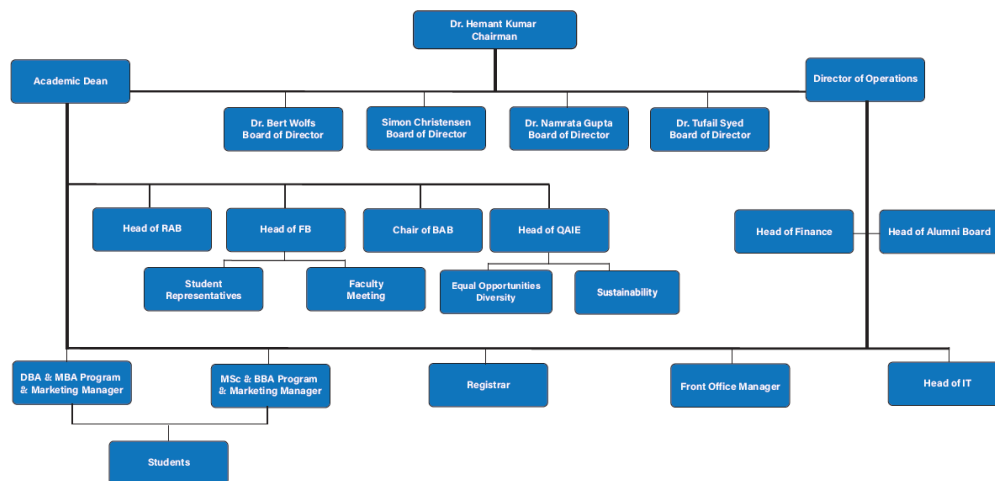 Dr. Hemant Kumar
Chairman
Academic Dean
Director of Operations
Dr. Bert Wolfs
Board of Director
Simon Christensen
Board of Director
Dr. Namrata Gupta
Board of Director
Dr. Tufail Syed
Board of Director
Head of RAB
Head of FB
Chair of BAB
Head of QAIE
Head of Finance
Head of Alumni Board
Student
Representatives
Faculty
Meeting
Equal Opportunities
Diversity
Sustainability
DBA & MBA Program
& Marketing Manager
MSc & BBA Program
& Marketing Manager
Registrar
Front Office Manager
Head of IT
Students